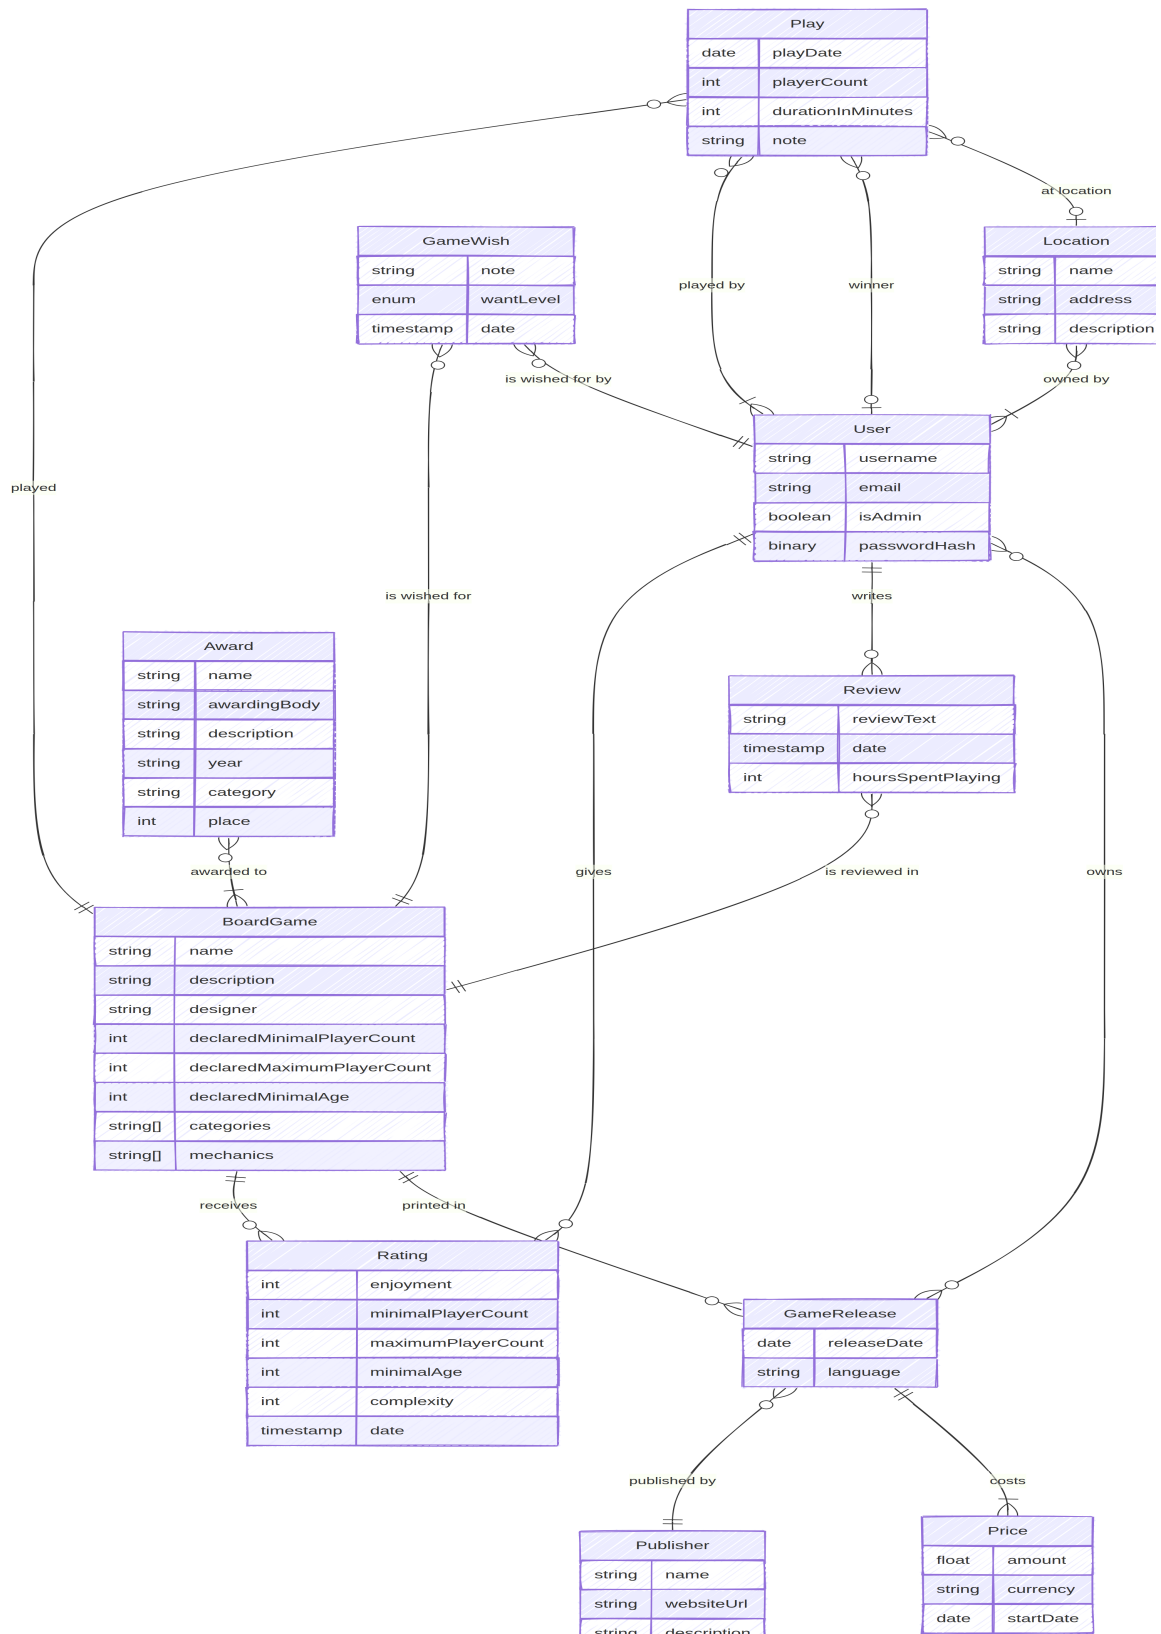 Play
date playDate
int playerCount
int durationInMinutes
string note
at location
GameWish
string note
enum wantLevel
timestamp date
Location
string name
string address
string description
played by
winner
is wished for by
owned by
User
string username
string email
boolean isAdmin
binary passwordHash
played
is wished for
writes
Award
string name
string awardingBody
string description
string year
string category
int place
Review
string reviewText
timestamp date
int hoursSpentPlaying
awarded to
gives
is reviewed in
owns
BoardGame
string name
string description
string designer
int declaredMinimalPlayerCount
int declaredMaximumPlayerCount
int declaredMinimalAge
string[] categories
string[] mechanics
receives
printed in
Rating
int enjoyment
int minimalPlayerCount
int maximumPlayerCount
int minimalAge
int complexity
timestamp date
GameRelease
date releaseDate
string language
published by
costs
Publisher
string name
string websiteUrl
string description
Price
float amount
string currency
date startDate